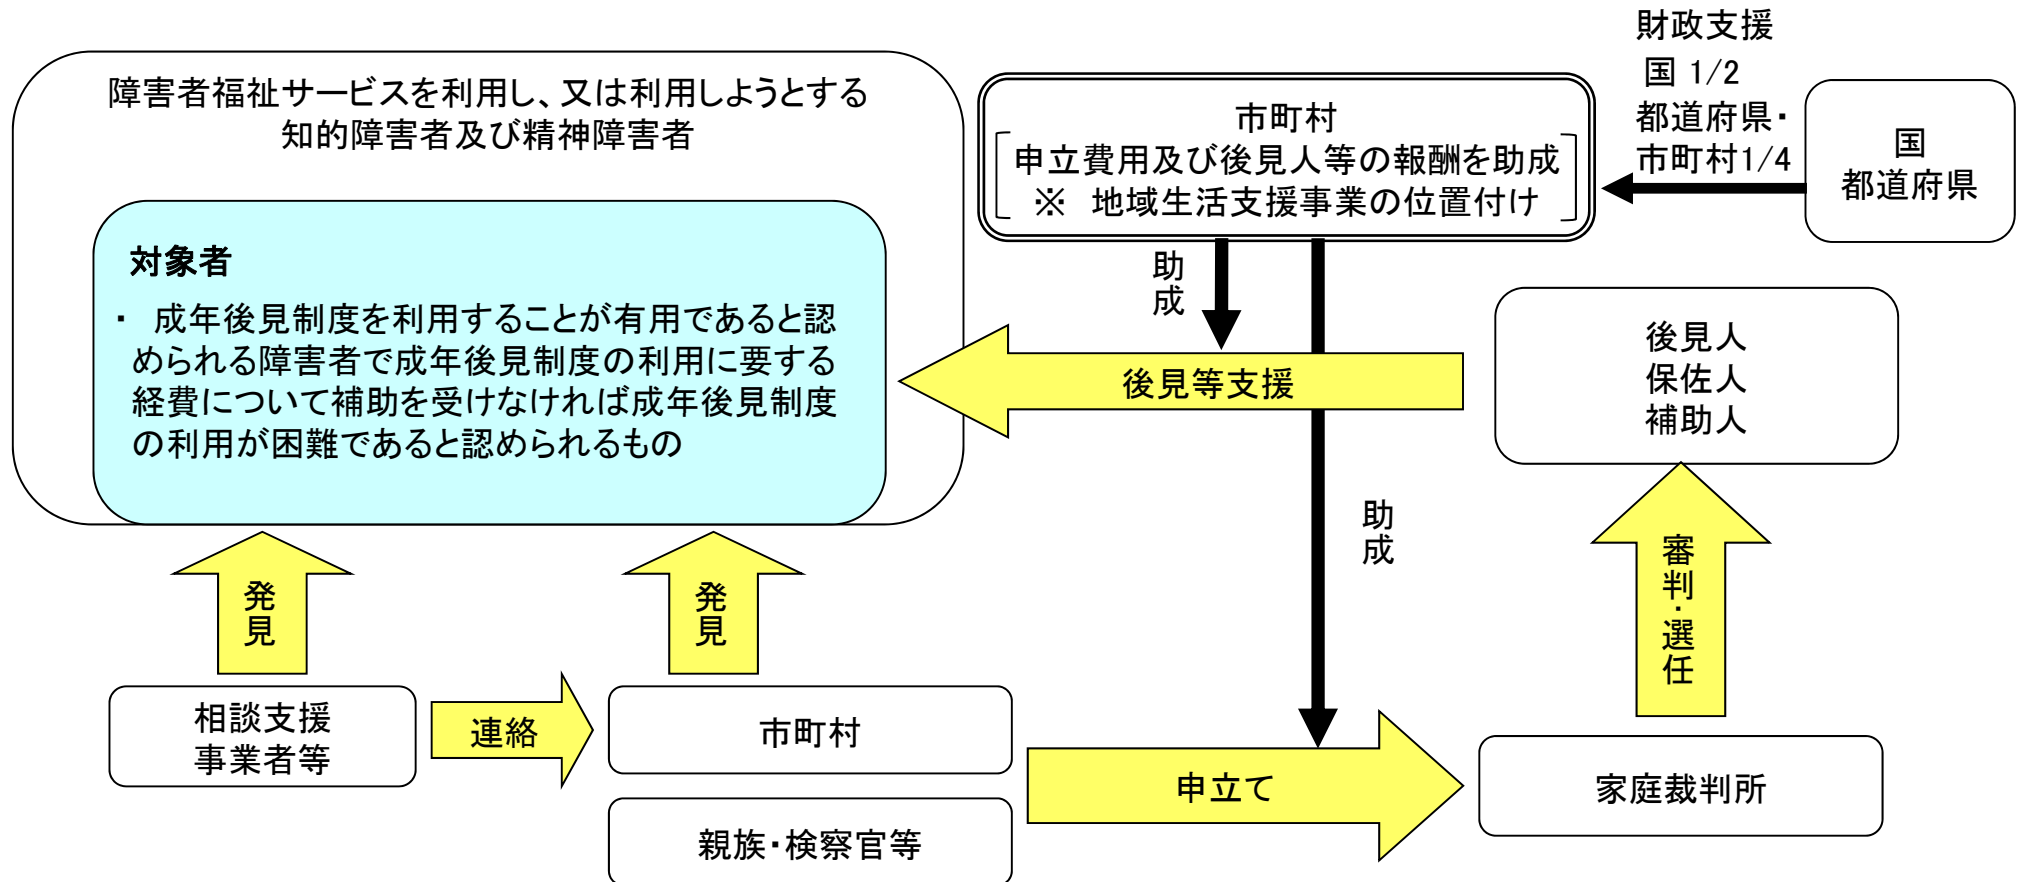 障害者福祉サービスを利用し、又は利用しようとする
知的障害者及び精神障害者
対象者
・ 成年後見制度を利用することが有用であると認
められる障害者で成年後見制度の利用に要する
経費について補助を受けなければ成年後見制度
の利用が困難であると認められるもの
市町村
申立費用及び後見人等の報酬を助成
※ 地域生活支援事業の位置付け
財政支援
国 1/2
都道府県・
市町村1/4
国
都道府県
助成
後見等支援
後見人
保佐人
補助人
助成
審判・選任
発見
発見
相談支援
事業者等
連絡
市町村
親族・検察官等
申立て
家庭裁判所